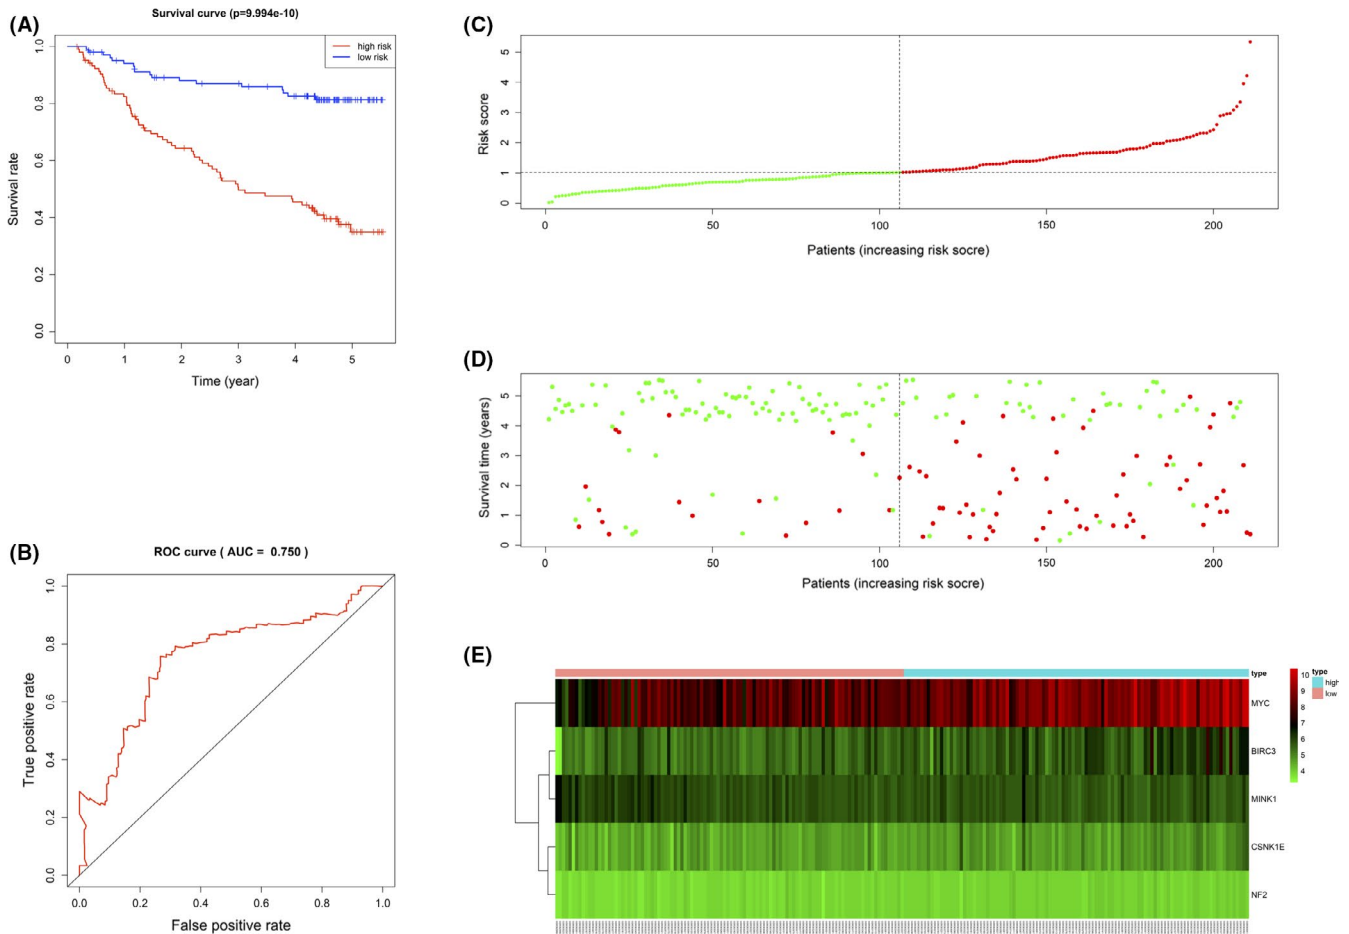 (A)
Survival curve (p=9.994e-10)
high risk
low risk
1.0
0.8
0.6
0.4
0.2
0.0
Survival rate
0 1 2 3 4 5
Time (year)
(B)
ROC curve ( AUC = 0.750 )
1.0
0.8
0.6
0.4
0.2
0.0
True positive rate
0.0 0.2 0.4 0.6 0.8 1.0
False positive rate
(C)
5
4
3
2
1
0
Risk score
0 50 100 150 200
Patients (increasing risk socre)
(D)
5
4
3
2
1
0
Survival time (years)
0 50 100 150 200
Patients (increasing risk socre)
(E)
type
MYC
BIRC3
MINK1
CSNK1E
NF2
10
9
8
7
6
5
4
type
high
low